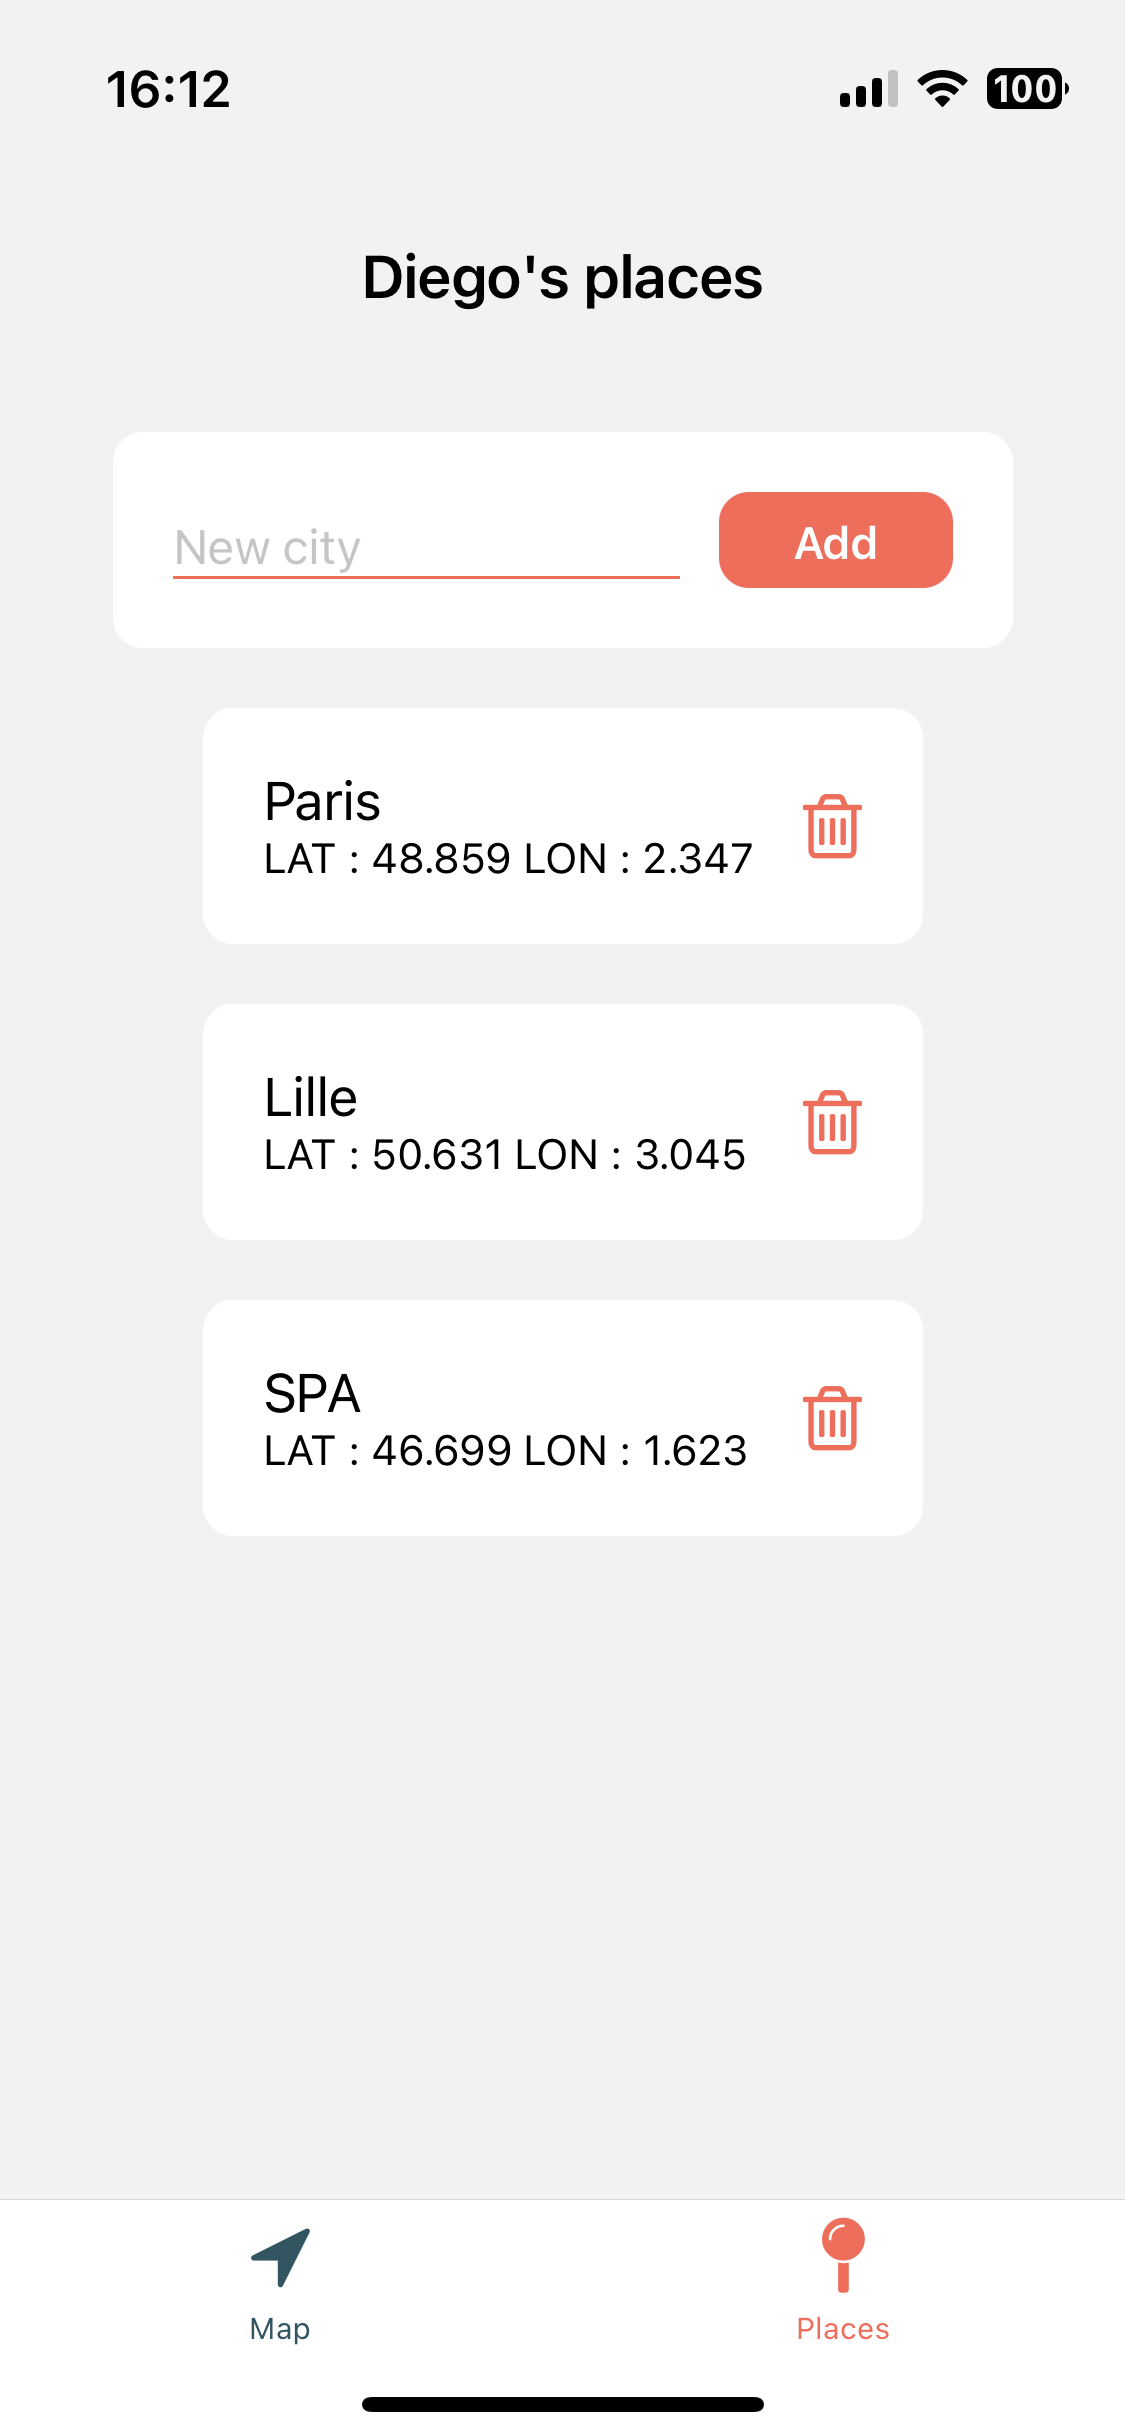 16:12
100
Diego's places
New city
Add
Paris
LAT : 48.859 LON : 2.347
Lille
LAT : 50.631 LON : 3.045
SPA
LAT : 46.699 LON : 1.623
Map
Places